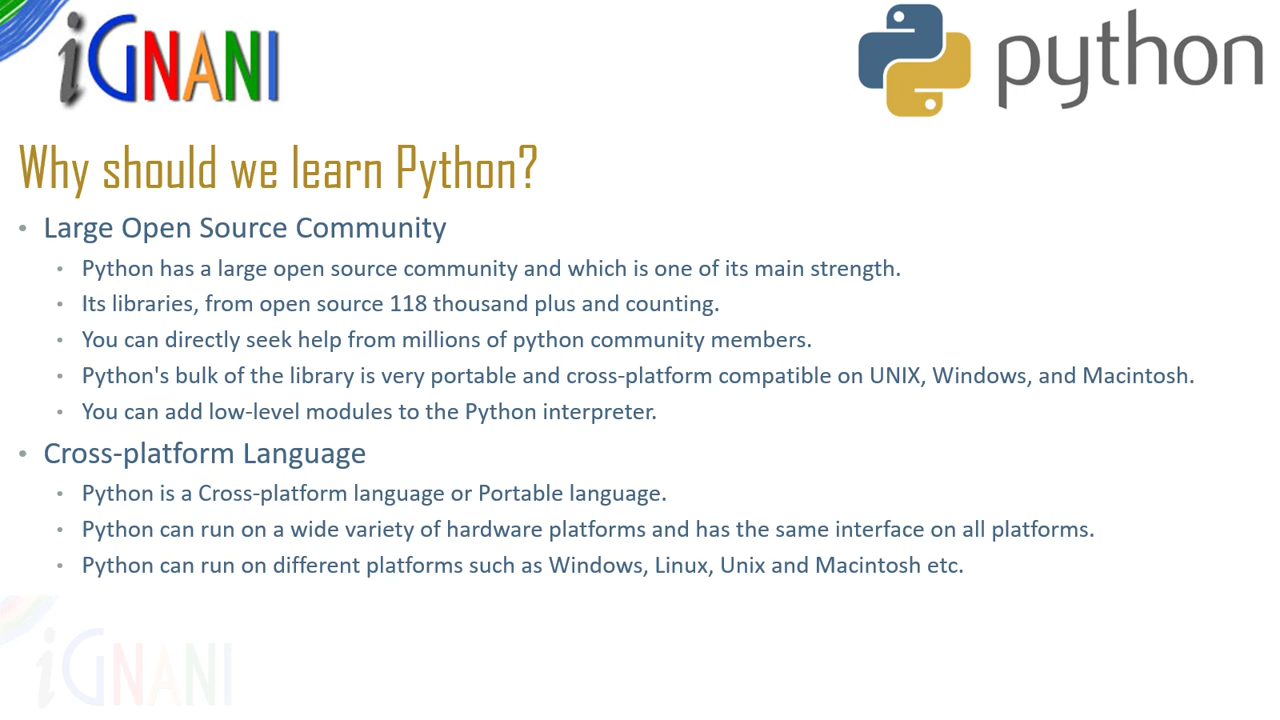 iGNANI
python
Why should we learn Python?
• Large Open Source Community
• Python has a large open source community and which is one of its main strength.
• Its libraries, from open source 118 thousand plus and counting.
• You can directly seek help from millions of python community members.
• Python's bulk of the library is very portable and cross-platform compatible on UNIX, Windows, and Macintosh.
• You can add low-level modules to the Python interpreter.
• Cross-platform Language
• Python is a Cross-platform language or Portable language.
• Python can run on a wide variety of hardware platforms and has the same interface on all platforms.
• Python can run on different platforms such as Windows, Linux, Unix and Macintosh etc.
iGNANI